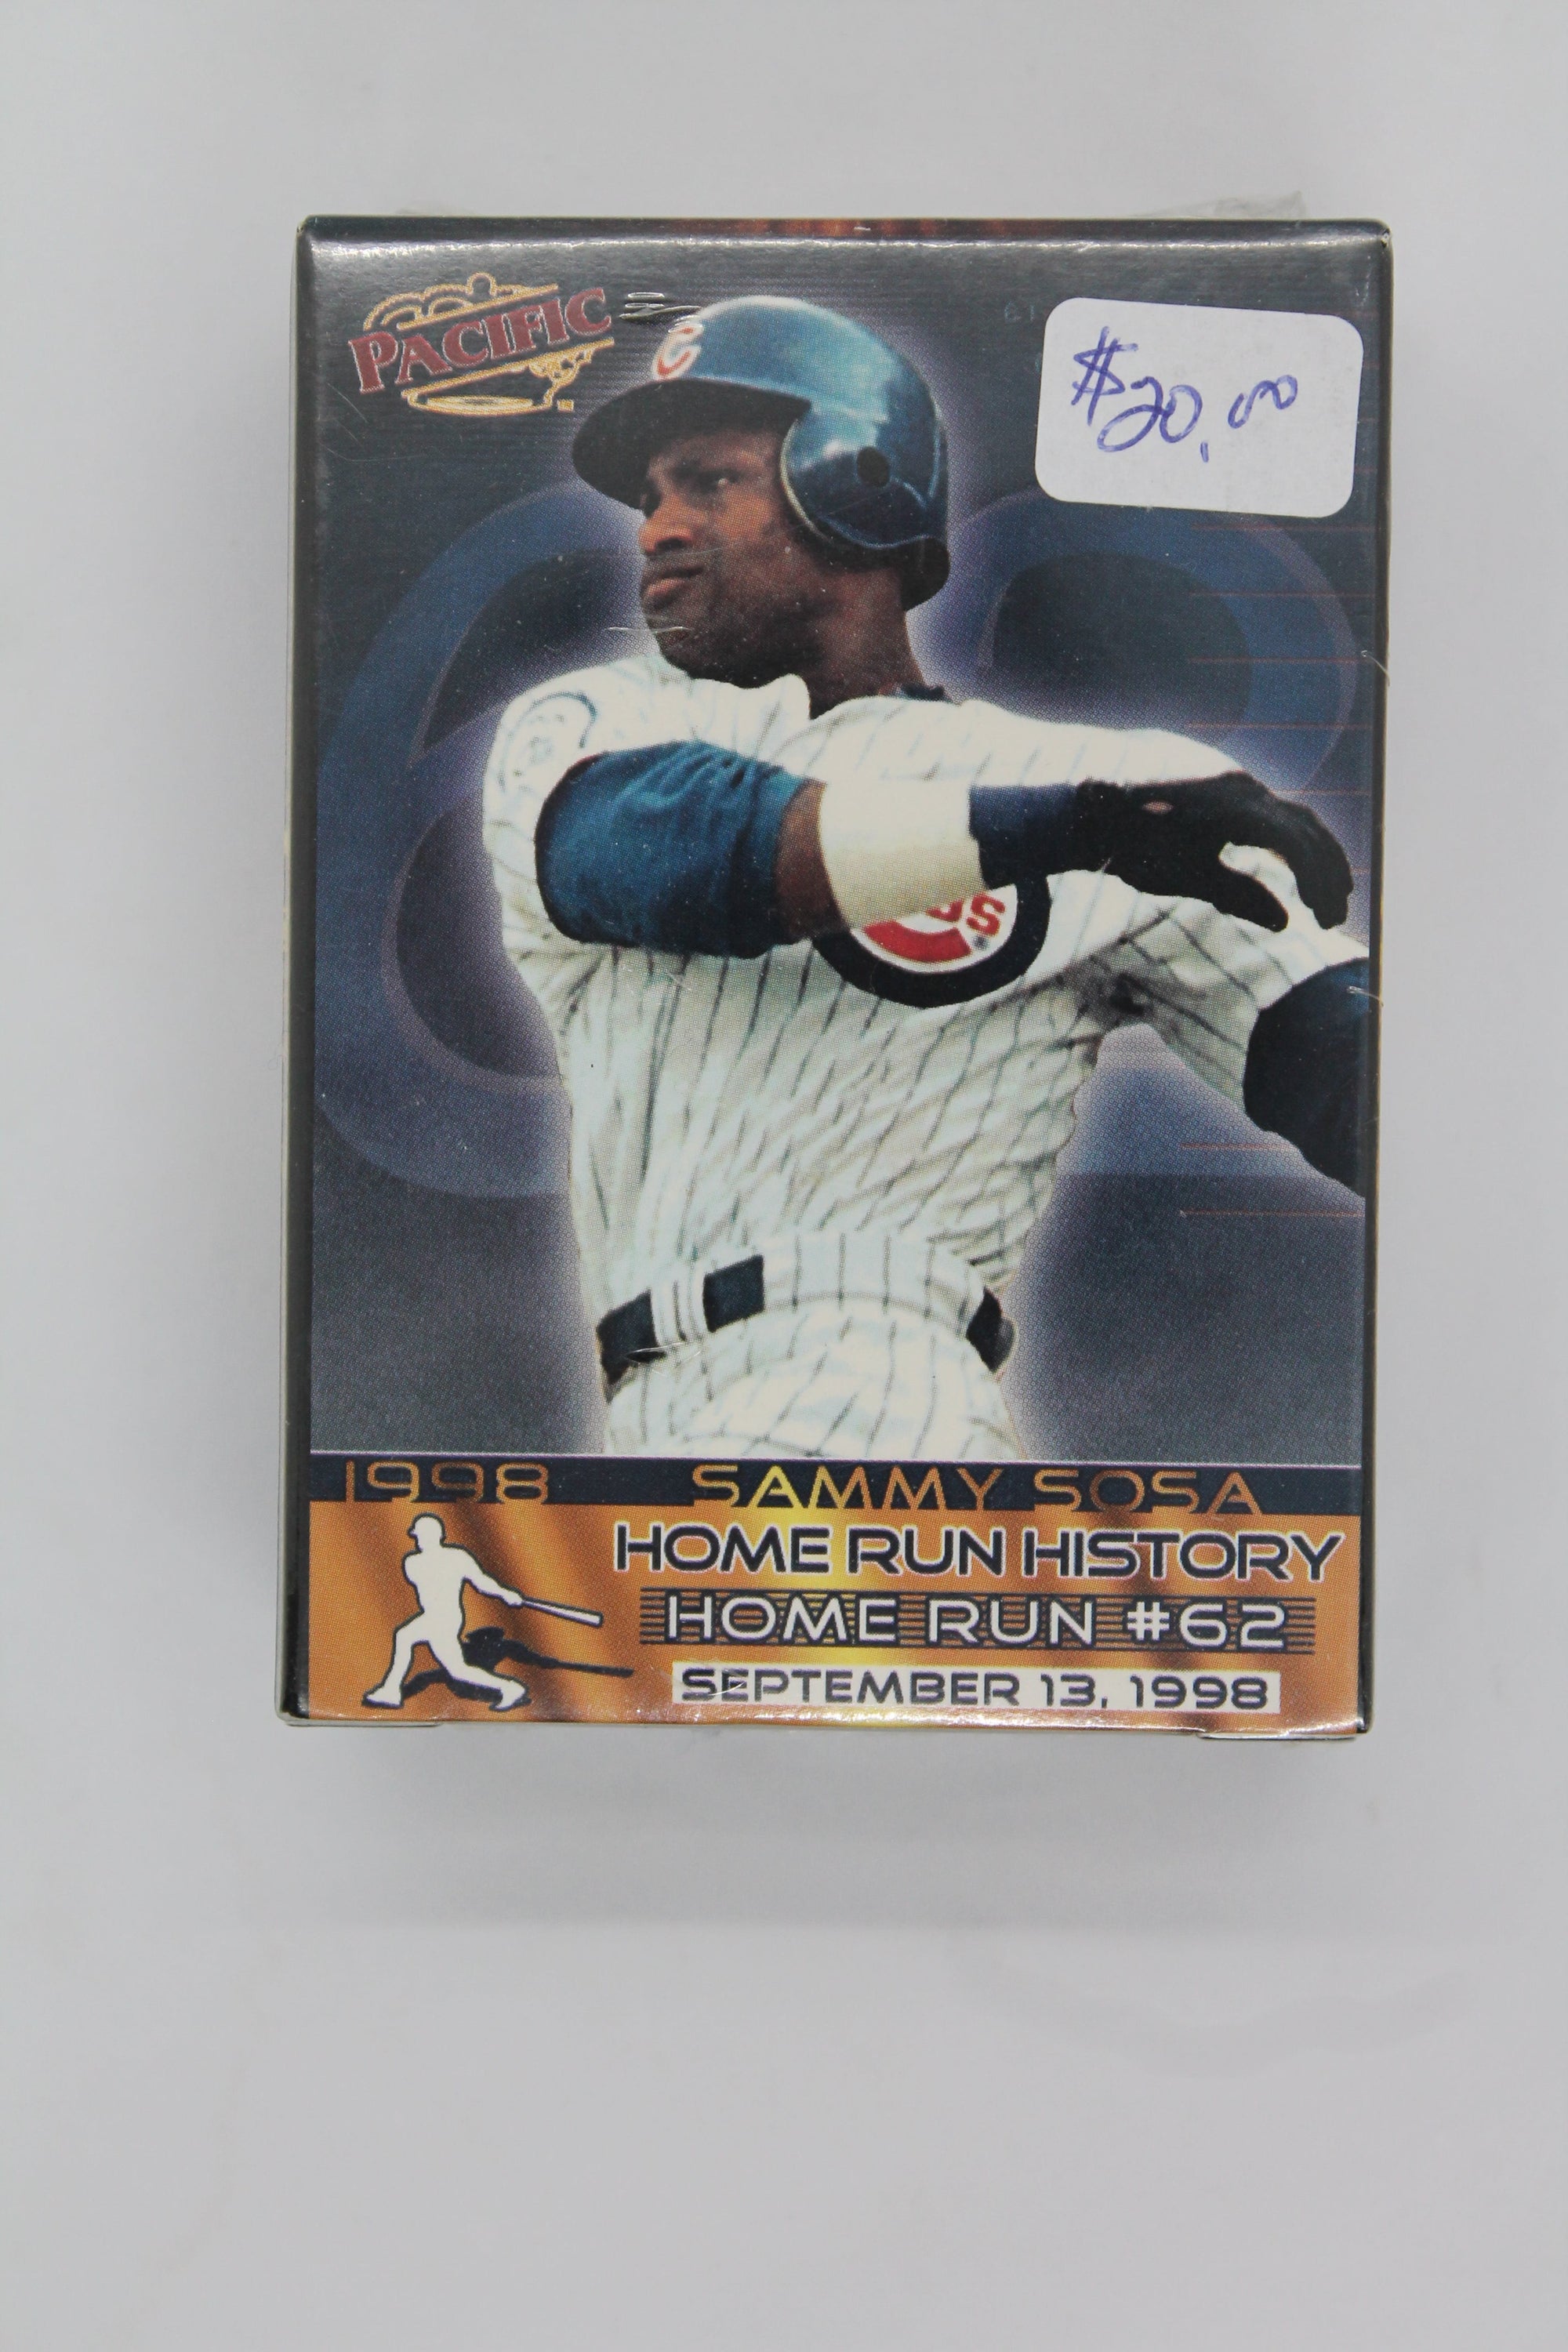 PACIFIC
$20.00
C
1998 SAMMY SOSA
HOME RUN HISTORY
HOME RUN #62
SEPTEMBER 13, 1998